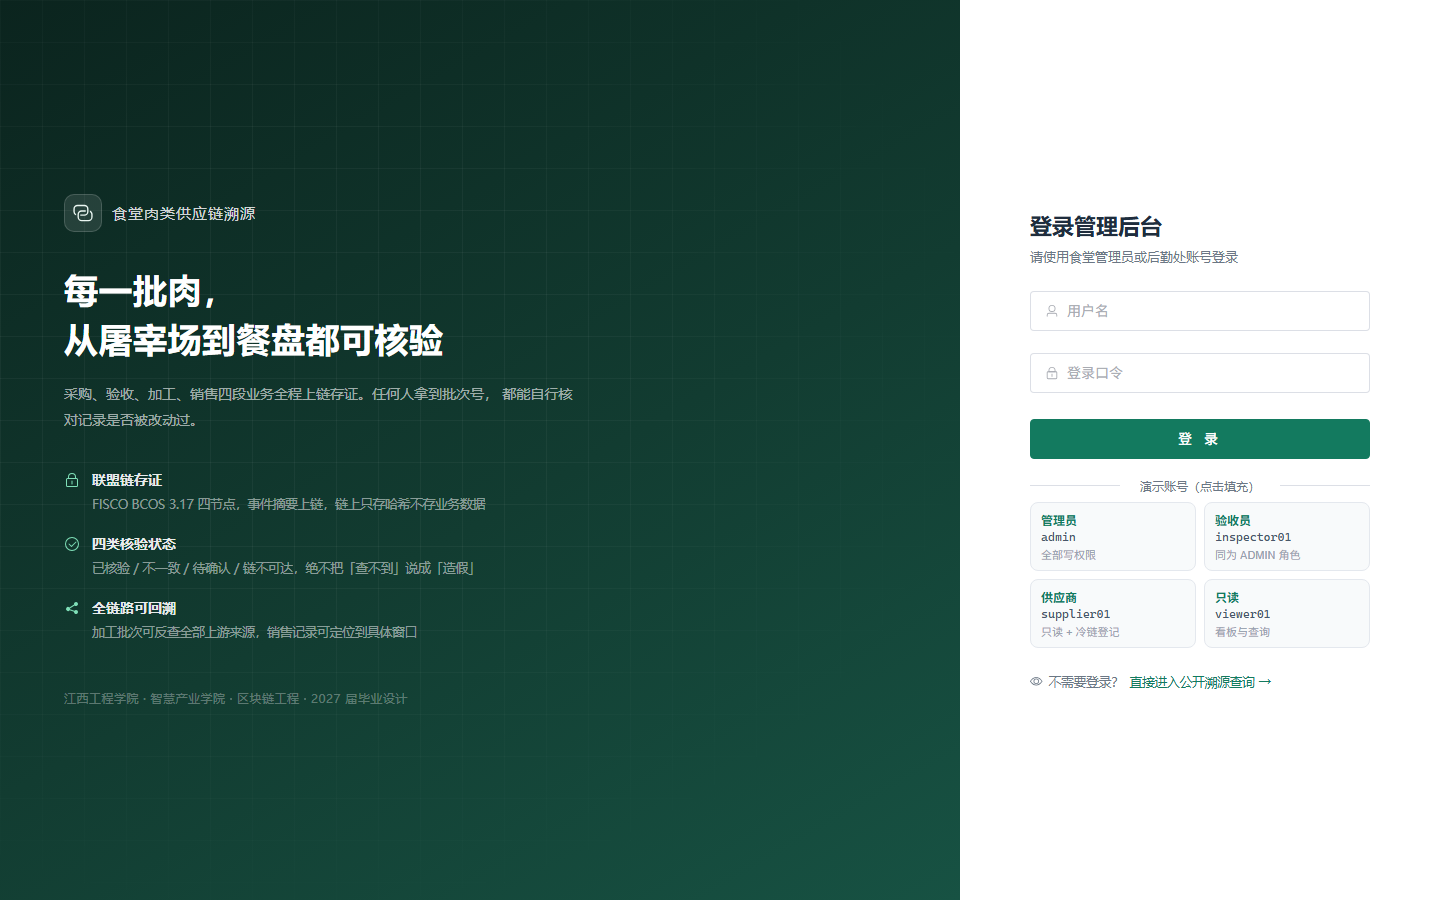 食堂肉类供应链溯源
每一批肉，
从屠宰场到餐盘都可核验
采购、验收、加工、销售四段业务全程上链存证。任何人拿到批次号， 都能自行核
对记录是否被改动过。
联盟链存证
FISCO BCOS 3.17 四节点，事件摘要上链，链上只存哈希不存业务数据
四类核验状态
已核验 / 不一致 / 待确认 / 链不可达，绝不把「查不到」说成「造假」
全链路可回溯
加工批次可反查全部上游来源，销售记录可定位到具体窗口
江西工程学院 · 智慧产业学院 · 区块链工程 · 2027 届毕业设计
登录管理后台
请使用食堂管理员或后勤处账号登录
用户名
登录口令
登 录
演示账号（点击填充）
管理员
admin
全部写权限
验收员
inspector01
同为 ADMIN 角色
供应商
supplier01
只读 + 冷链登记
只读
viewer01
看板与查询
不需要登录？ 直接进入公开溯源查询 →